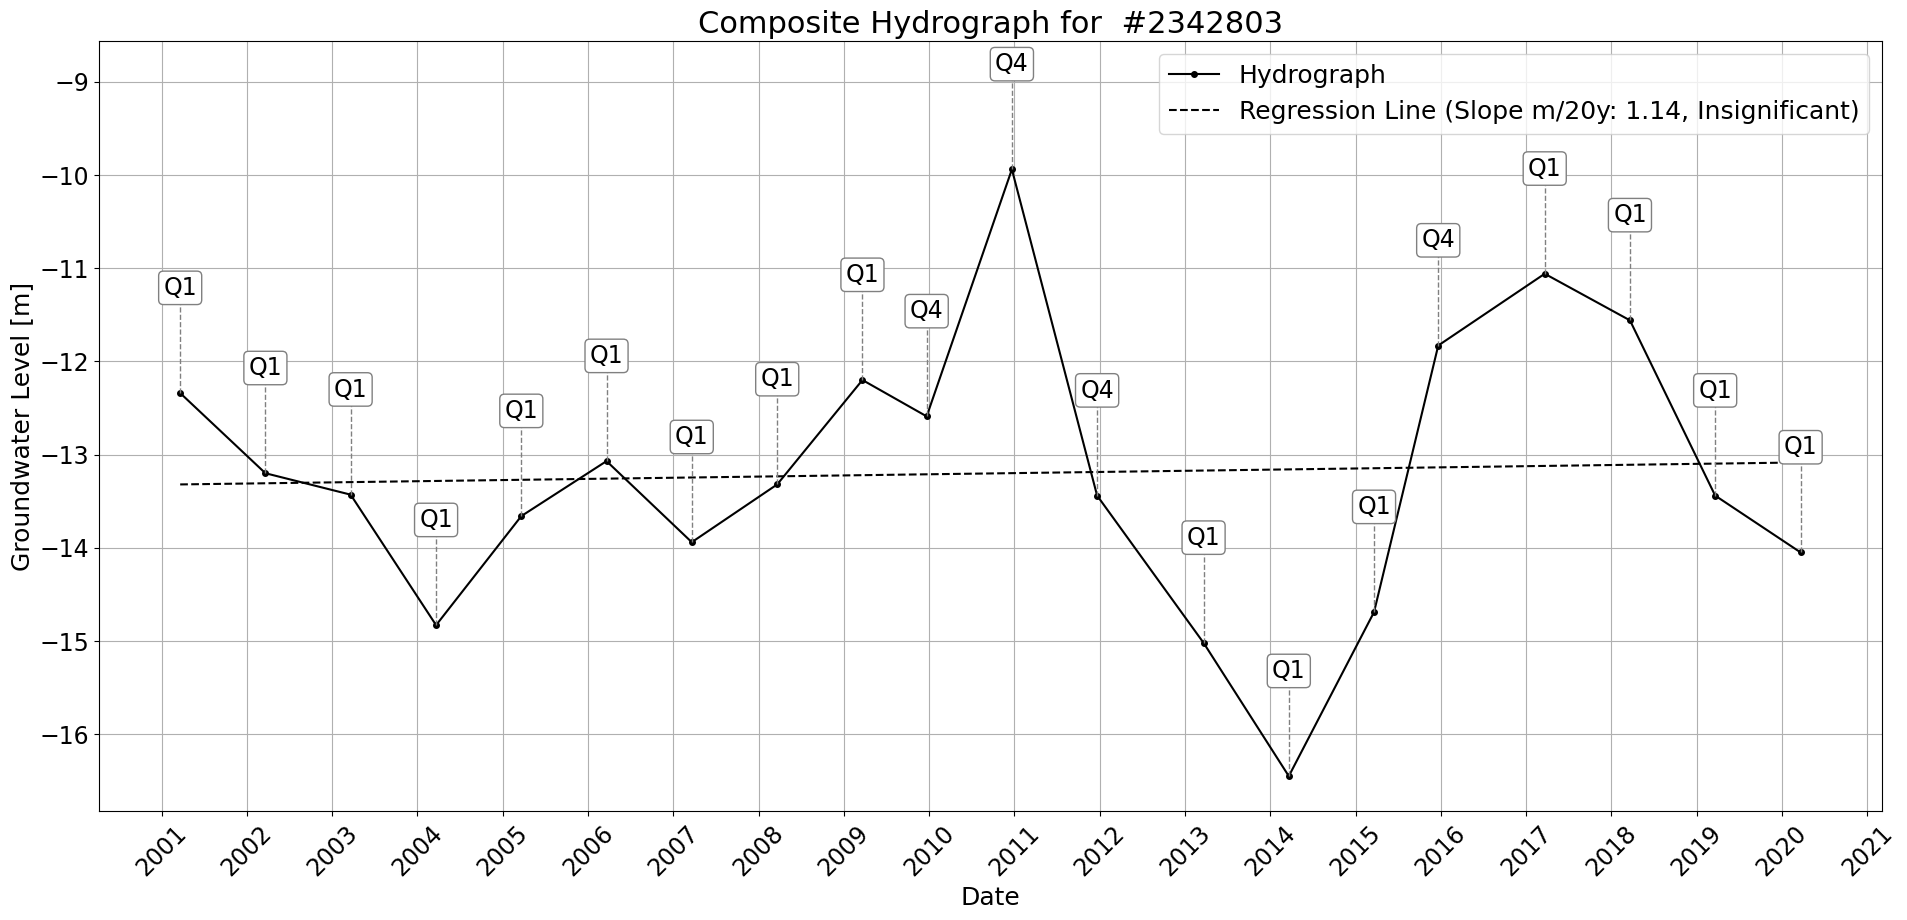 Composite Hydrograph for  #2342803
Hydrograph
Regression Line (Slope m/20y: 1.14, Insignificant)
Groundwater Level [m]
−9
−10
−11
−12
−13
−14
−15
−16
Q1
Q1
Q1
Q1
Q1
Q1
Q1
Q1
Q1
Q4
Q4
Q4
Q1
Q1
Q1
Q4
Q1
Q1
Q1
Q1
2001
2002
2003
2004
2005
2006
2007
2008
2009
2010
2011
2012
2013
2014
2015
2016
2017
2018
2019
2020
2021
Date